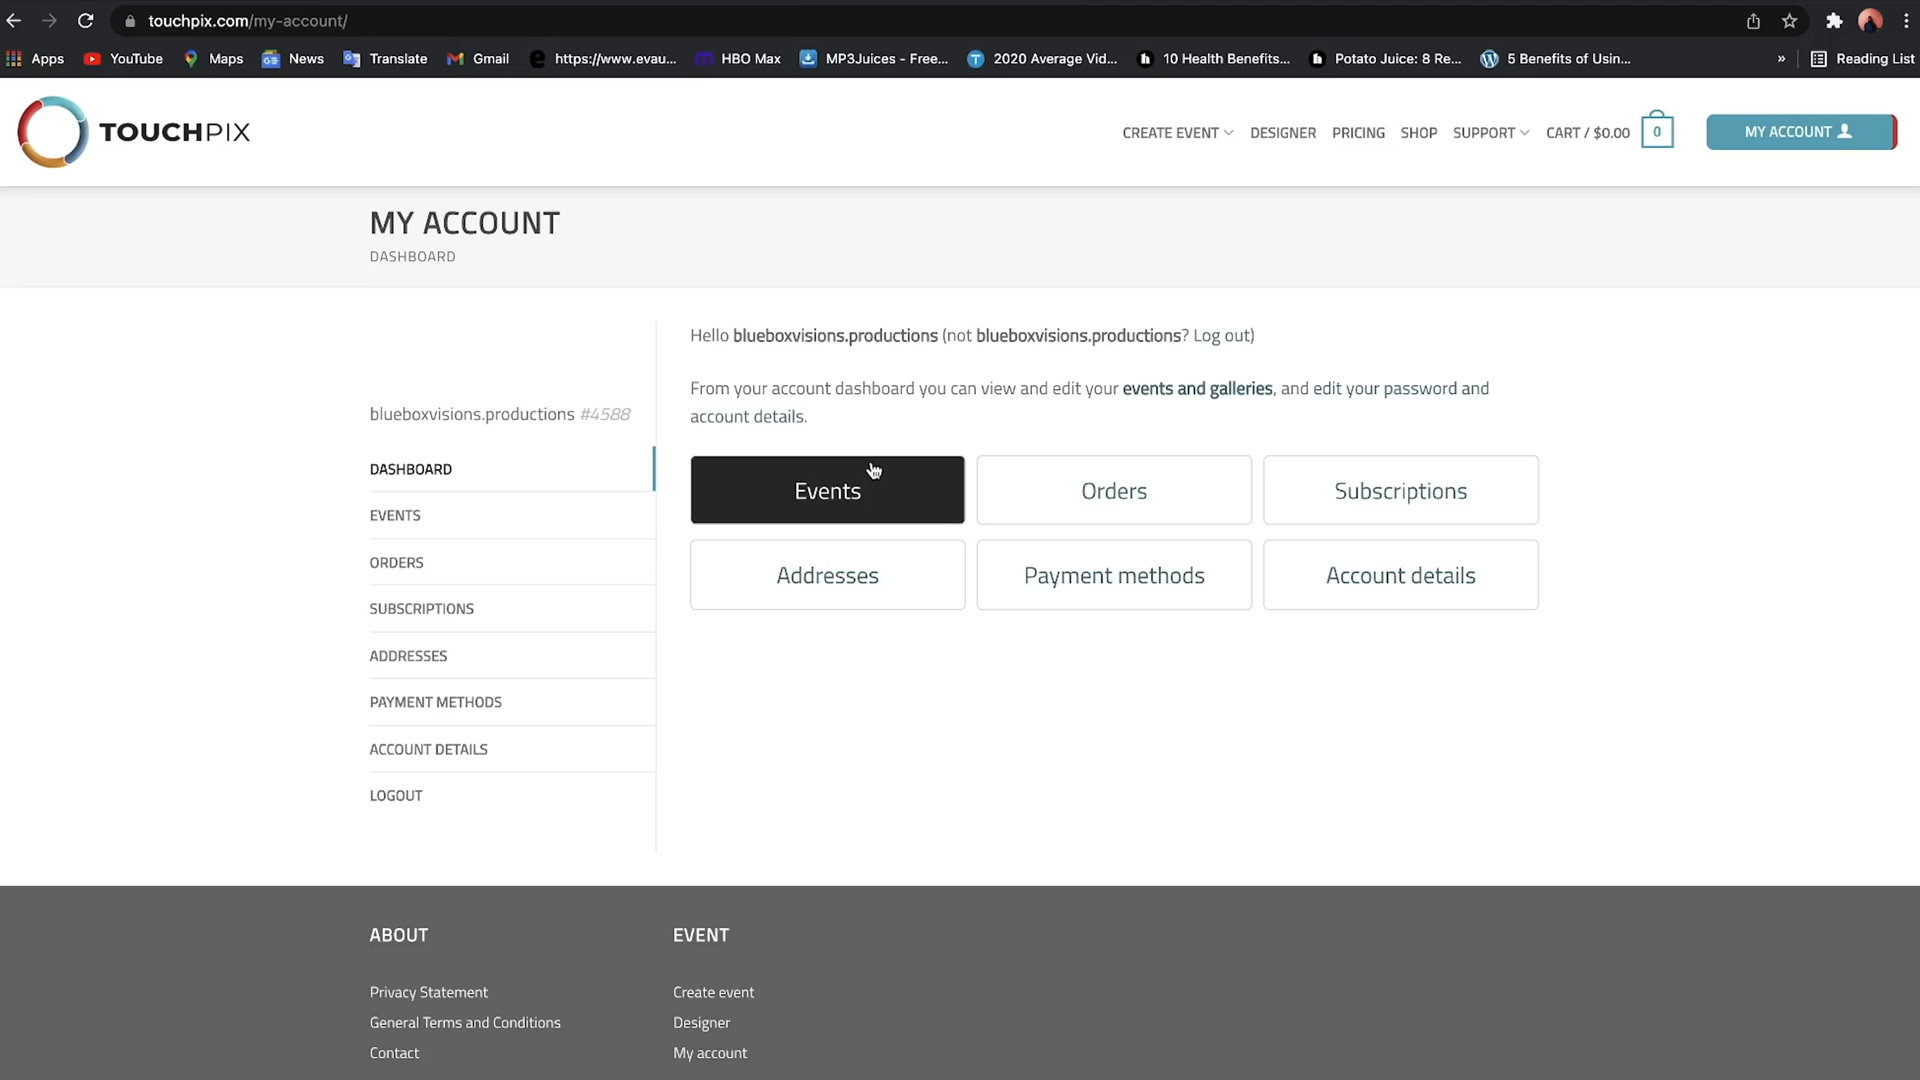 touchpix.com/my-account/
Apps YouTube Maps News Translate Gmail https://www.evau... HBO Max MP3Juices - Free... 2020 Average Vid... 10 Health Benefits... Potato Juice: 8 Re... 5 Benefits of Usin... » Reading List
TOUCHPIX
CREATE EVENT DESIGNER PRICING SHOP SUPPORT CART / $0.00 0 MY ACCOUNT
MY ACCOUNT
DASHBOARD
Hello blueboxvisions.productions (not blueboxvisions.productions? Log out)
From your account dashboard you can view and edit your events and galleries, and edit your password and
account details.
blueboxvisions.productions #4588
DASHBOARD
EVENTS
ORDERS
SUBSCRIPTIONS
ADDRESSES
PAYMENT METHODS
ACCOUNT DETAILS
LOGOUT
Events Orders Subscriptions
Addresses Payment methods Account details
ABOUT
Privacy Statement
General Terms and Conditions
Contact
EVENT
Create event
Designer
My account